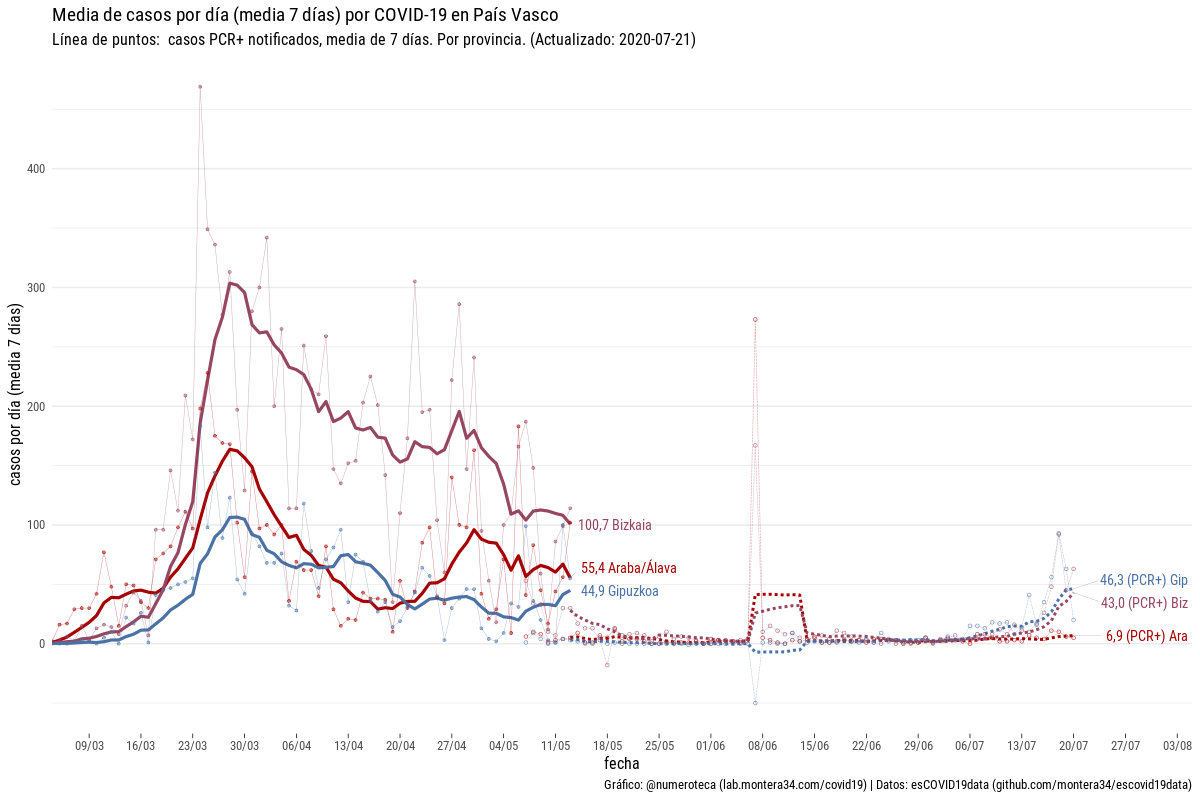 Media de casos por día (media 7 días) por COVID-19 en País Vasco
Línea de puntos:  casos PCR+ notificados, media de 7 días. Por provincia. (Actualizado: 2020-07-21)
casos por día (media 7 días)
400
300
200
100
0
100,7 Bizkaia
55,4 Araba/Álava
44,9 Gipuzkoa
46,3 (PCR+) Gip
43,0 (PCR+) Biz
6,9 (PCR+) Ara
09/03 16/03 23/03 30/03 06/04 13/04 20/04 27/04 04/05 11/05 18/05 25/05 01/06 08/06 15/06 22/06 29/06 06/07 13/07 20/07 27/07 03/08
fecha
Gráfico: @numeroteca (lab.montera34.com/covid19) | Datos: esCOVID19data (github.com/montera34/escovid19data)